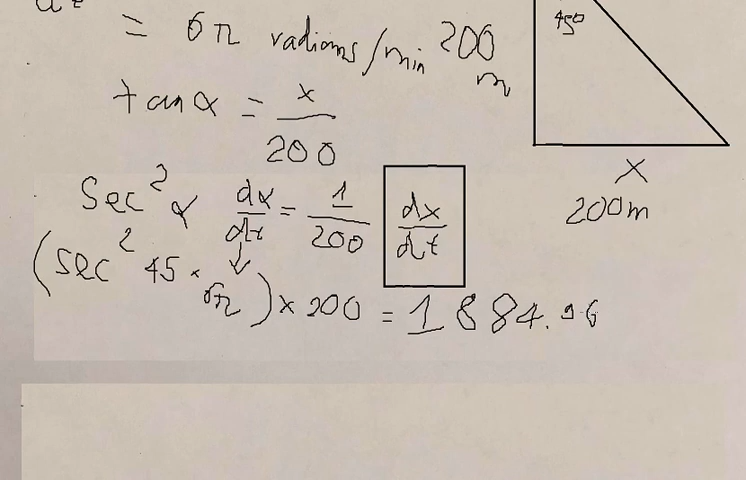 = 6π radians/min
200 m
45°
tan α = x / 200
x
200m
Sec² α dα/dt = 1/200 dx/dt
(sec² 45 × 6π) × 200 = 1884.96